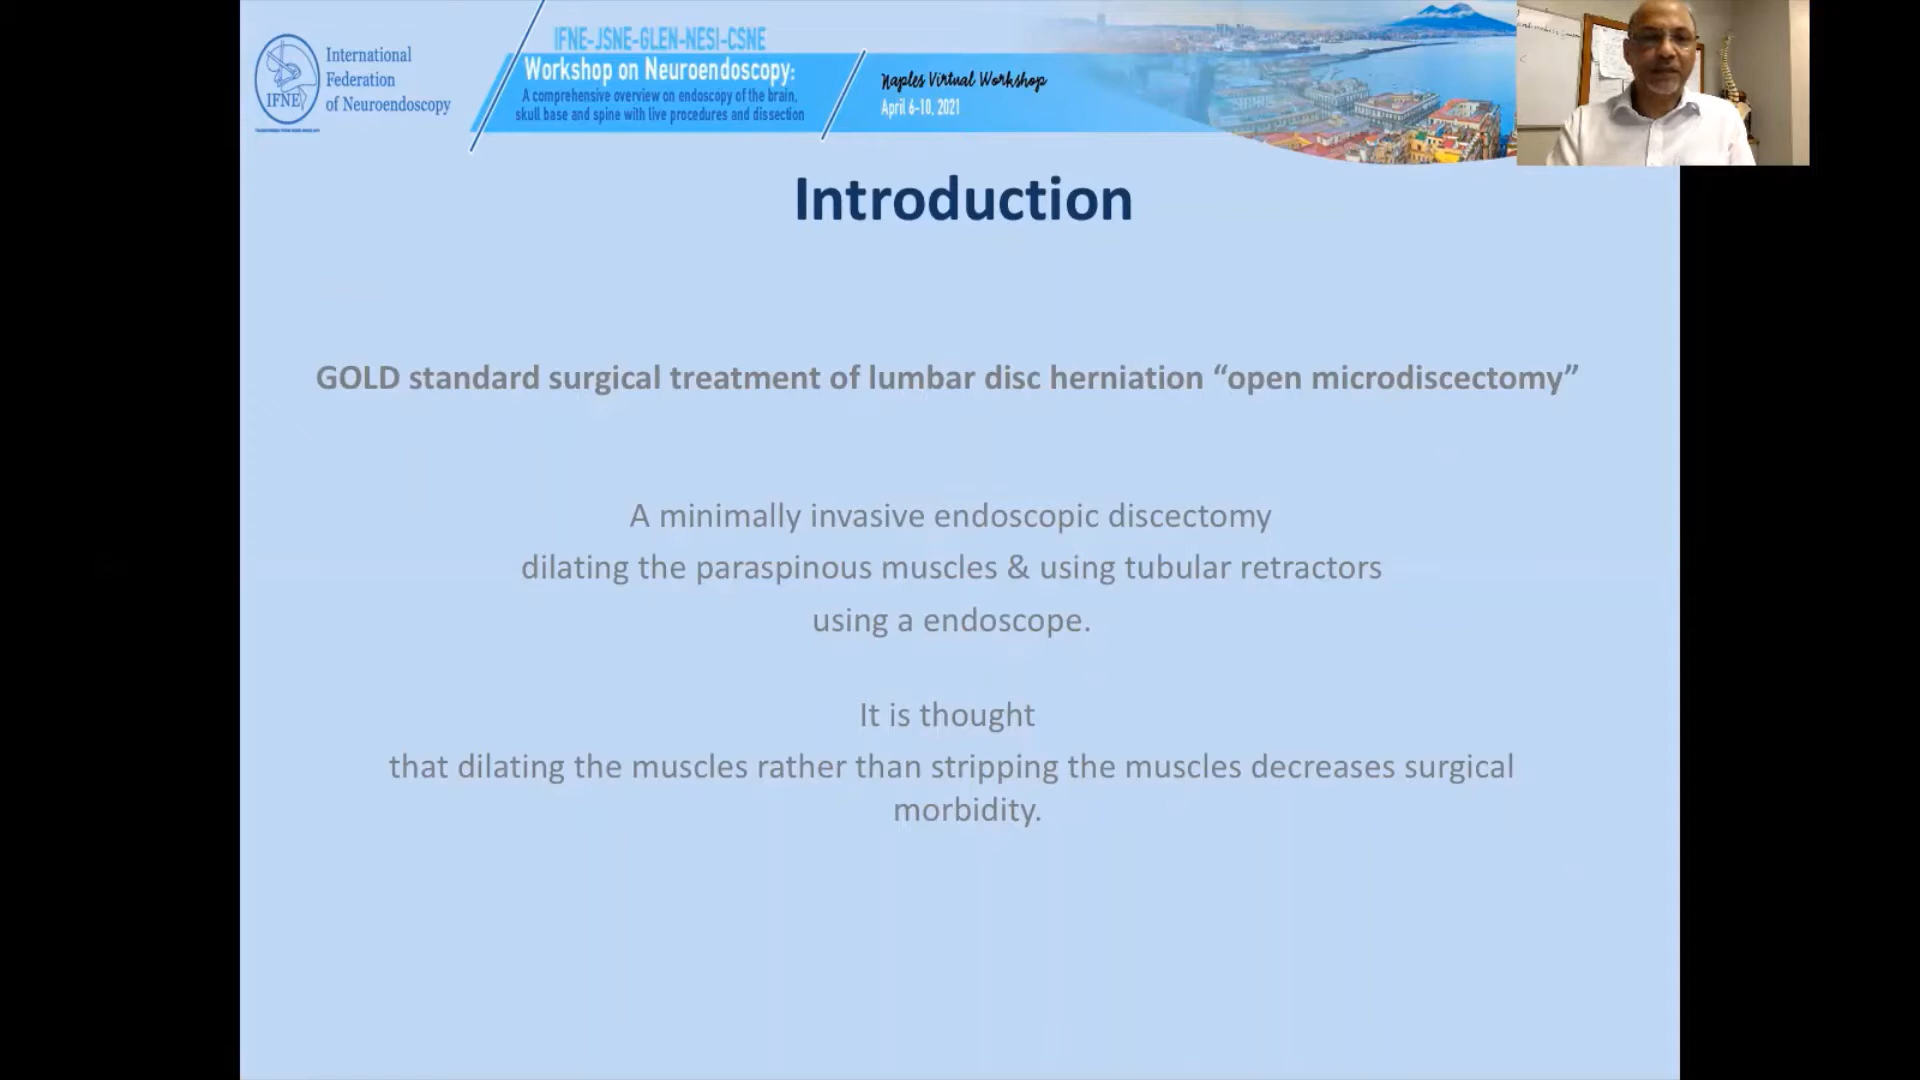 International
Federation
of Neuroendoscopy
IFNE
IFNE-JSNE-GLEN-NESI-CSNE
Workshop on Neuroendoscopy:
A comprehensive overview on endoscopy of the brain,
skull base and spine with live procedures and dissection
Naples Virtual Workshop
April 6-10, 2021
Introduction
GOLD standard surgical treatment of lumbar disc herniation “open microdiscectomy”
A minimally invasive endoscopic discectomy
dilating the paraspinous muscles & using tubular retractors
using a endoscope.
It is thought
that dilating the muscles rather than stripping the muscles decreases surgical
morbidity.